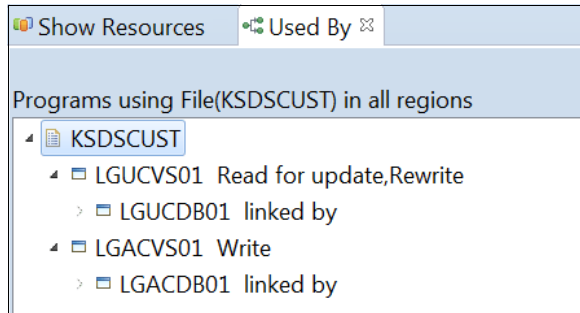 Show Resources Used By
Programs using File(KSDSCUST) in all regions
KSDSCUST
LGUCVS01 Read for update,Rewrite
LGUCDB01 linked by
LGACVS01 Write
LGACDB01 linked by